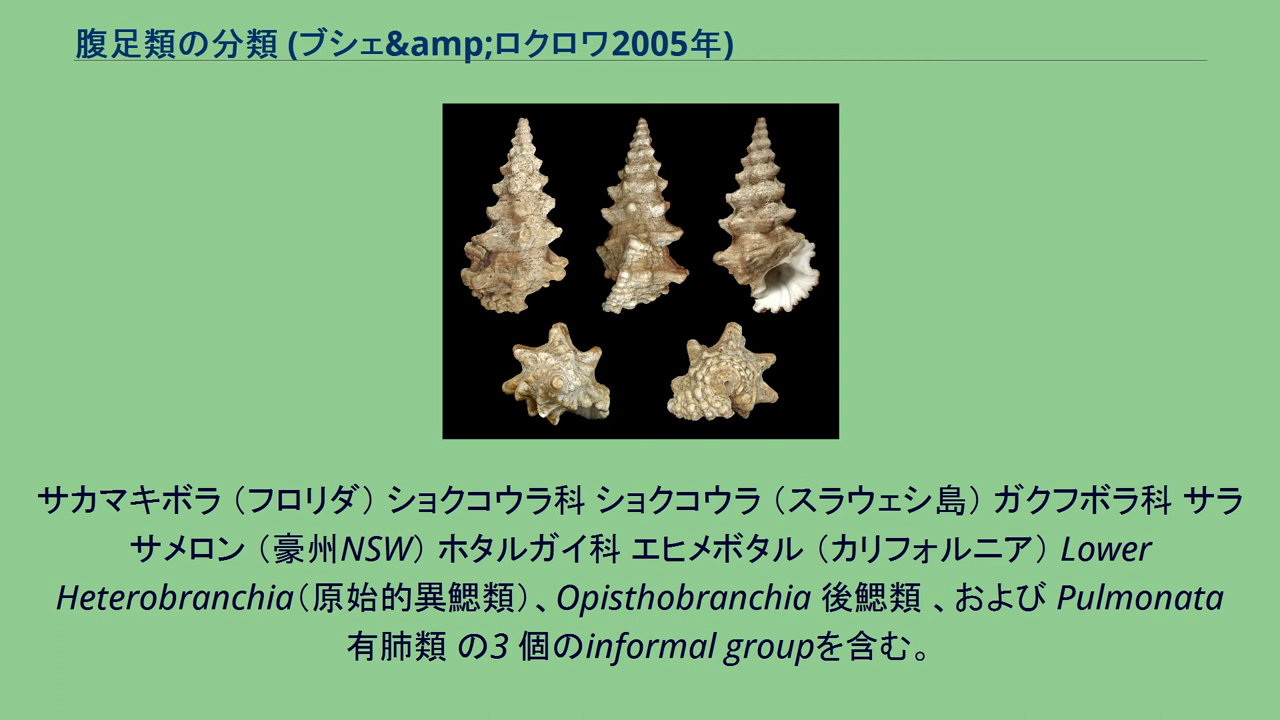 腹足類の分類 (ブシェ&amp;ロクロワ2005年)
サカマキボラ（フロリダ） ショクコウラ科 ショクコウラ（スラウェシ島） ガクフボラ科 サラ
サメロン（豪州NSW） ホタルガイ科 エヒメボタル（カリフォルニア） Lower
Heterobranchia（原始的異鰓類）、Opisthobranchia 後鰓類 、および Pulmonata
有肺類 の3 個のinformal groupを含む。